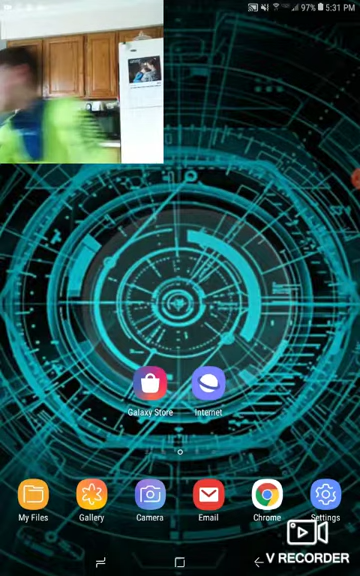 97% 5:31 PM
Galaxy Store Internet
My Files Gallery Camera Email Chrome Settings
V RECORDER